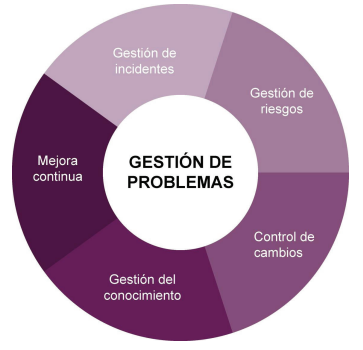 Gestión de
incidentes
Gestión de
riesgos
Mejora
continua
GESTIÓN DE
PROBLEMAS
Control de
cambios
Gestión del
conocimiento